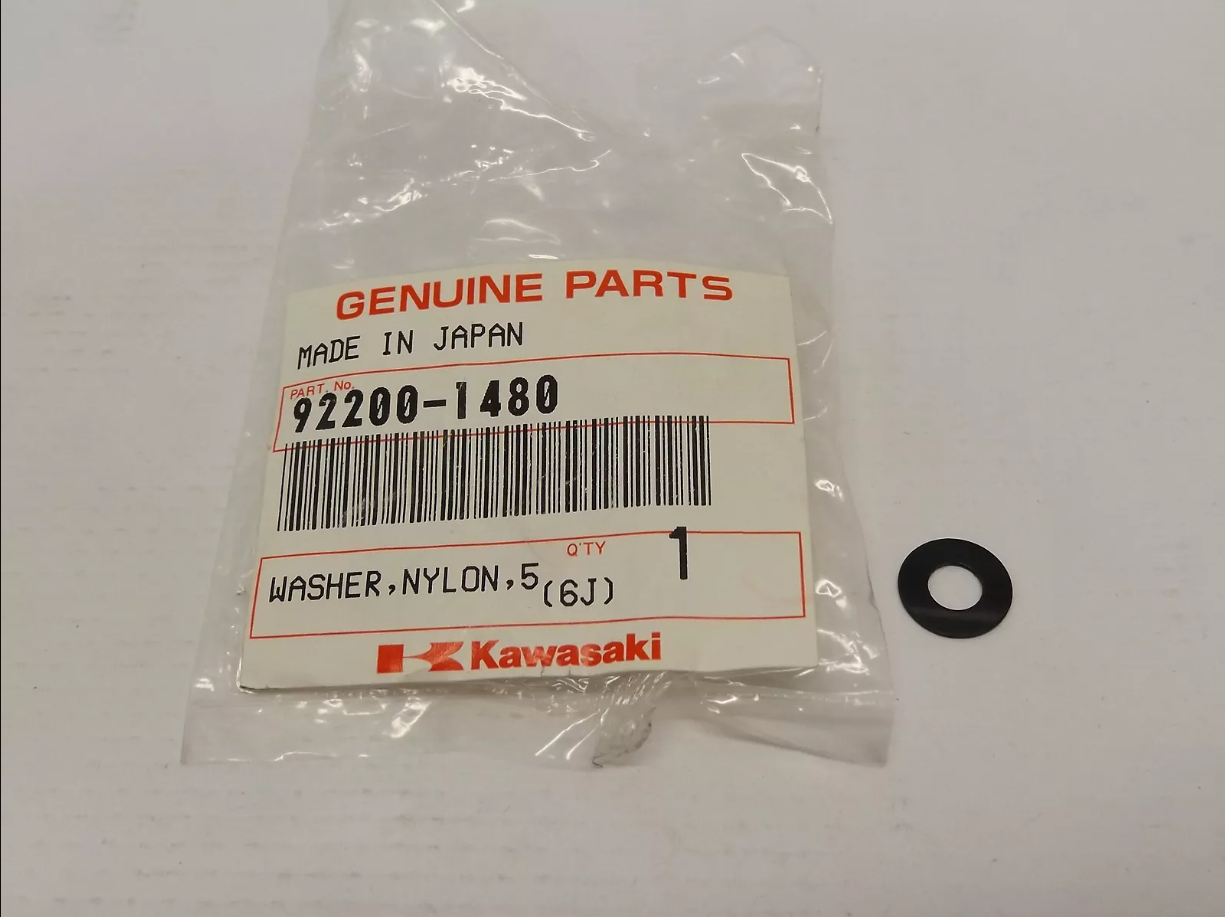 GENUINE PARTS
MADE IN JAPAN
PART. No.
92200-1480
Q'TY 1
WASHER,NYLON,5(6J)
Kawasaki